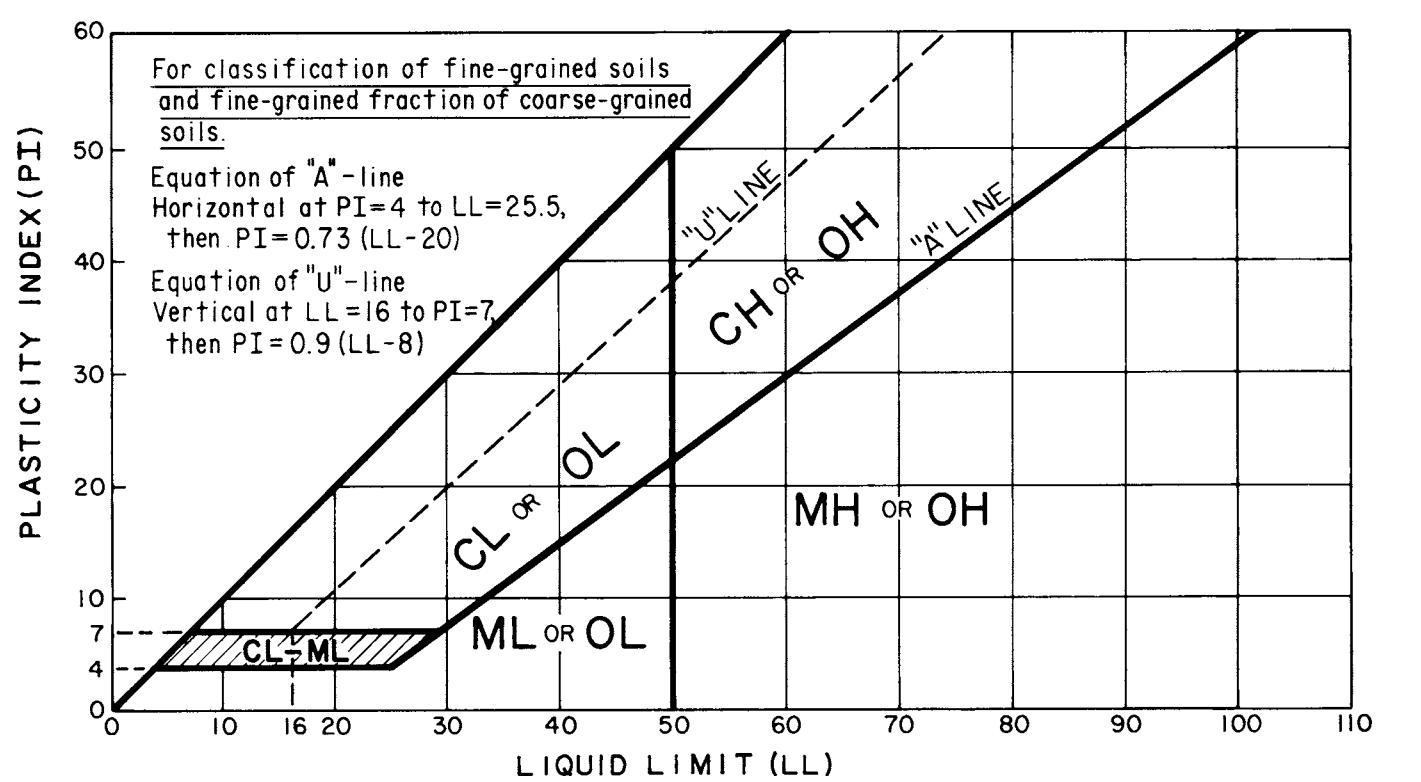 PLASTICITY INDEX (PI)
60
50
40
30
20
10
7
4
0
For classification of fine-grained soils
and fine-grained fraction of coarse-grained
soils.
Equation of "A"-line
Horizontal at PI=4 to LL=25.5,
then PI=0.73 (LL-20)
Equation of "U"-line
Vertical at LL=16 to PI=7,
then PI=0.9 (LL-8)
"U" LINE
"A" LINE
CH OR OH
CL OR OL
MH OR OH
ML OR OL
CL-ML
0 10 16 20 30 40 50 60 70 80 90 100 110
LIQUID LIMIT (LL)